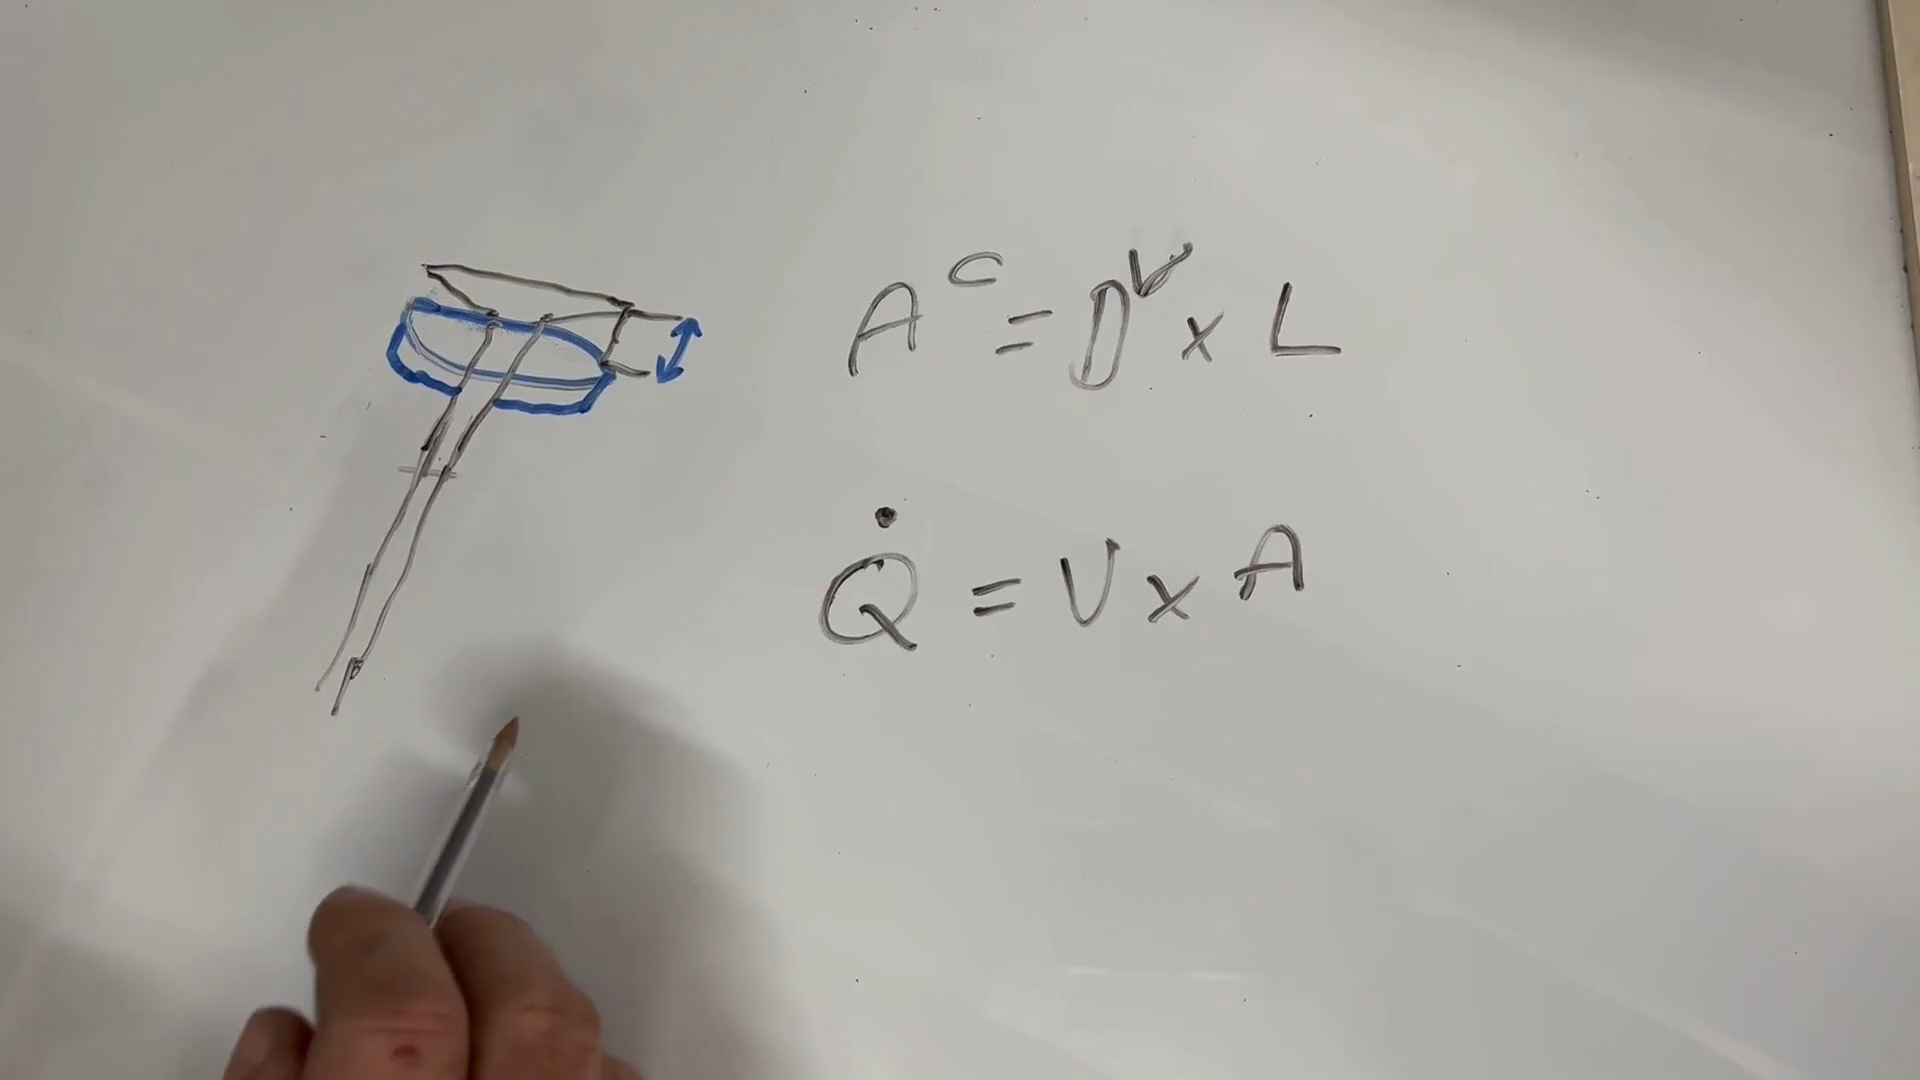 A^c = D^v x L
Q̇ = V x A